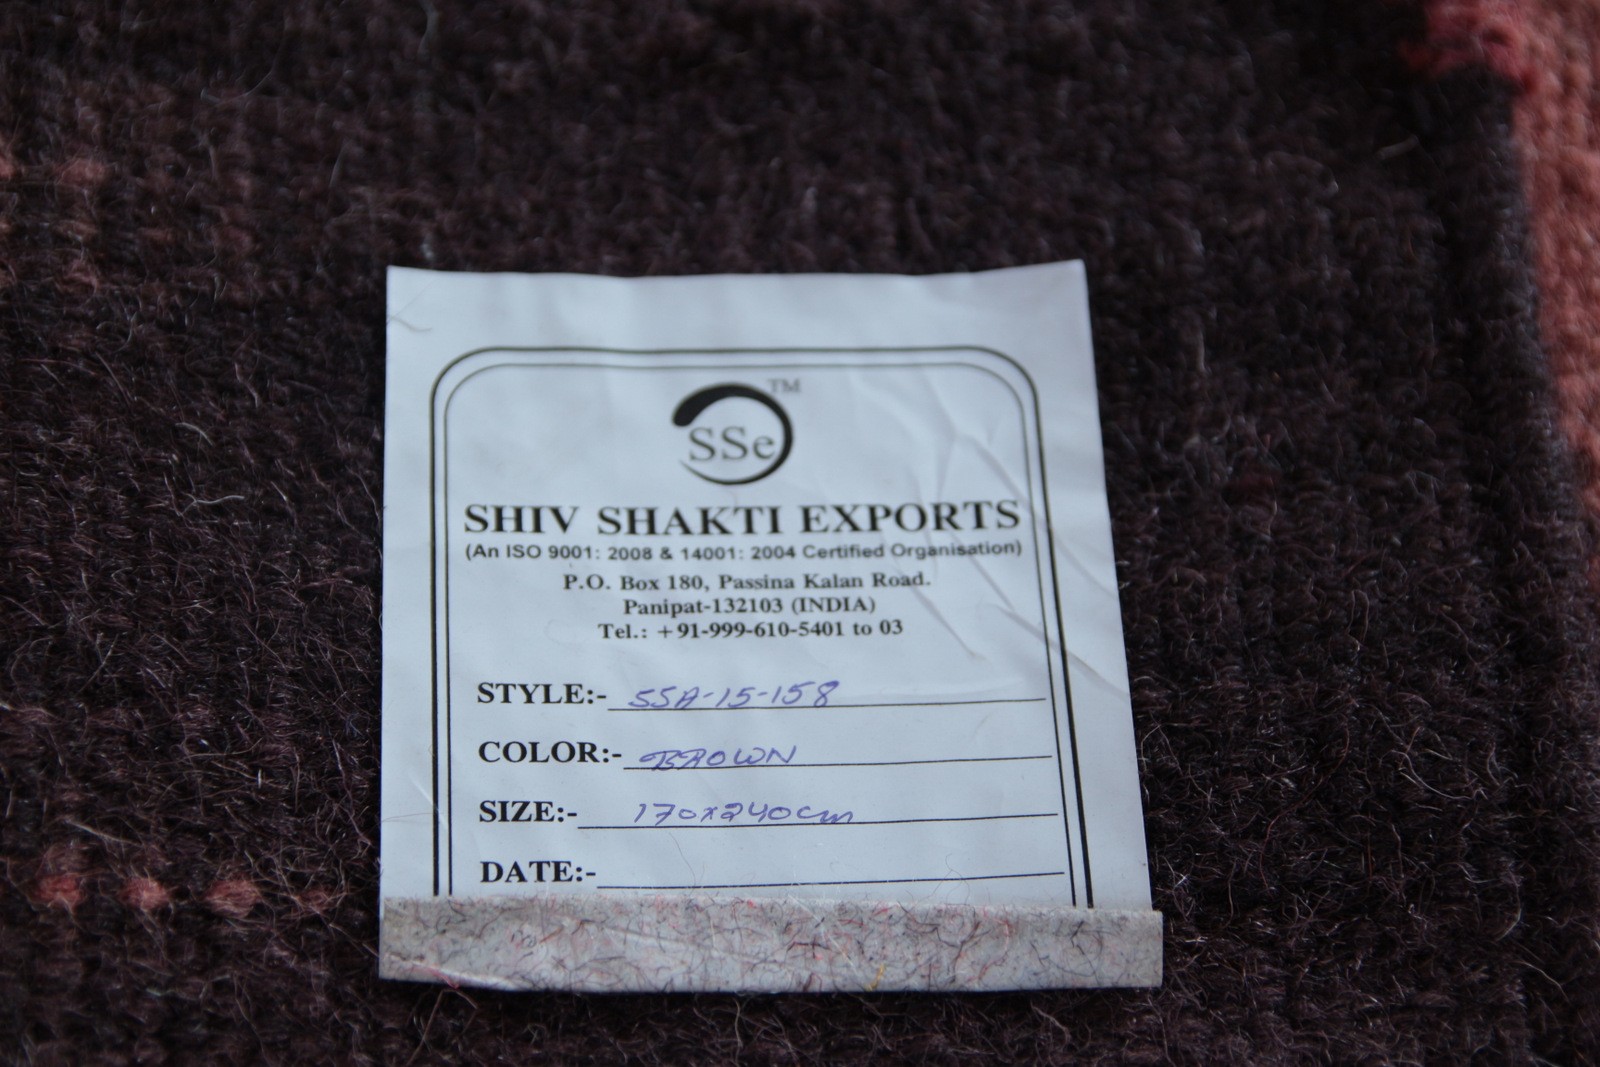 TM
SSe
SHIV SHAKTI EXPORTS
(An ISO 9001: 2008 & 14001: 2004 Certified Organisation)
P.O. Box 180, Passina Kalan Road.
Panipat-132103 (INDIA)
Tel.: +91-999-610-5401 to 03
STYLE:- SSA-15-158
COLOR:- BROWN
SIZE:- 170x240cm
DATE:-